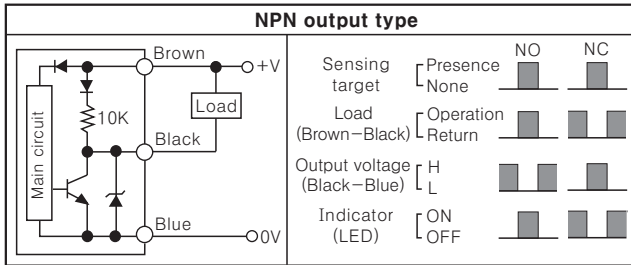 NPN output type
Brown
+V
Load
10K
Black
Main circuit
Blue
0V
NO NC
Sensing target Presence None
Load (Brown-Black) Operation Return
Output voltage (Black-Blue) H L
Indicator (LED) ON OFF